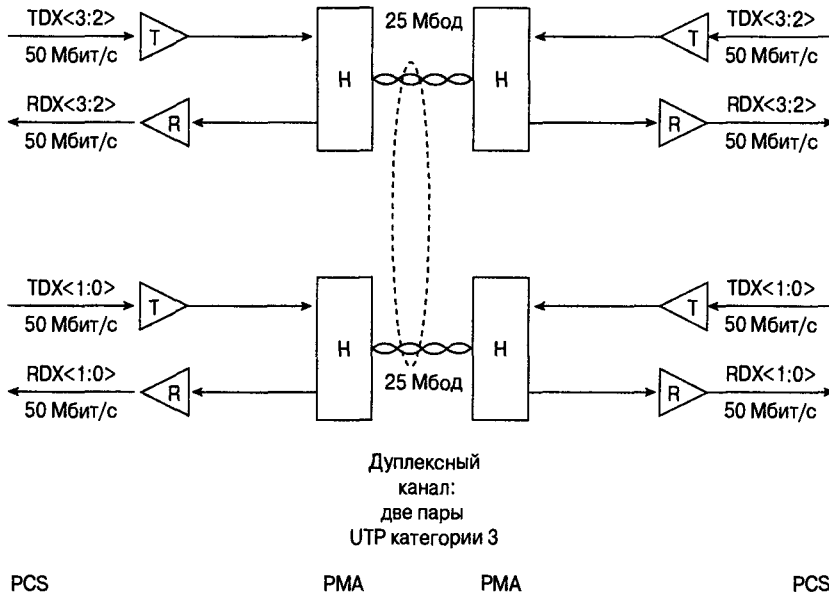 TDX<3:2>
50 Мбит/с
T
25 Мбод
T
TDX<3:2>
50 Мбит/с
H
H
RDX<3:2>
50 Мбит/с
R
R
RDX<3:2>
50 Мбит/с
TDX<1:0>
50 Мбит/с
T
T
TDX<1:0>
50 Мбит/с
H
H
RDX<1:0>
50 Мбит/с
R
25 Мбод
R
RDX<1:0>
50 Мбит/с
Дуплексный
канал:
две пары
UTP категории 3
PCS
PMA
PMA
PCS